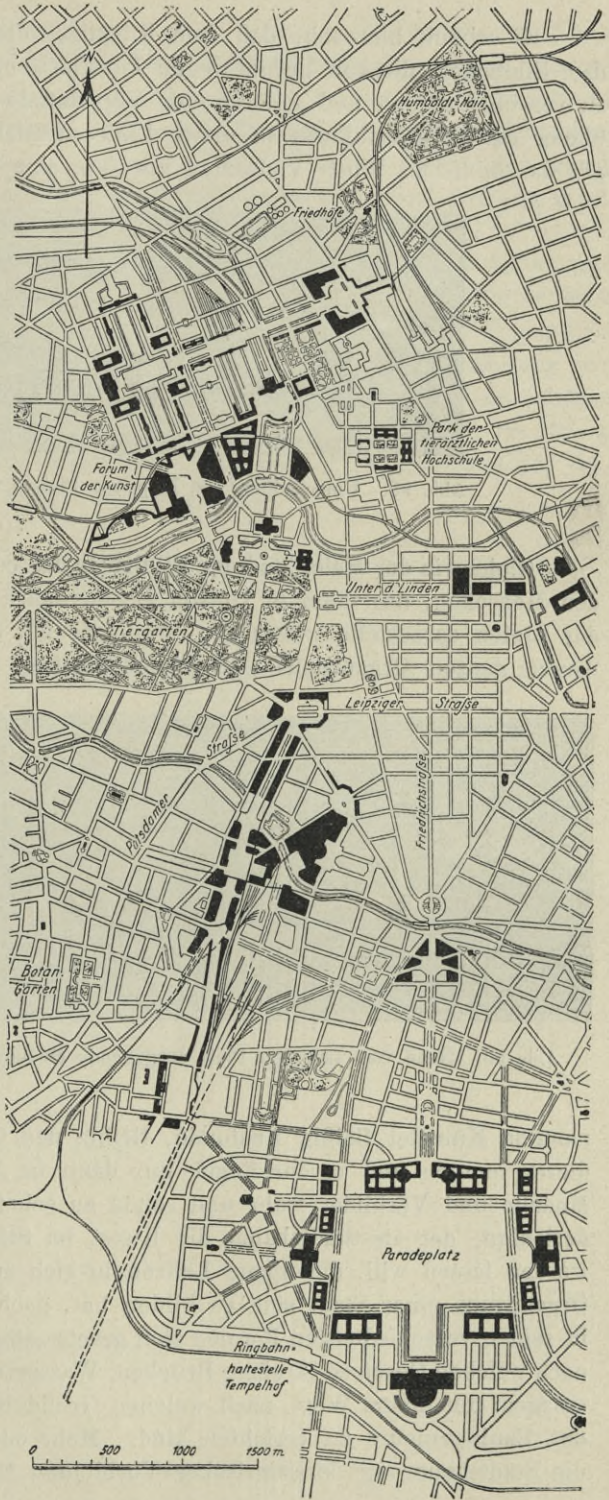 N
Humboldt-Hain
Friedhöfe
Park der
tierärztlichen
Hochschule
Forum
der Kunst
Unter d. Linden
Tiergarten
Leipziger Straße
Potsdamer Straße
Friedrichstraße
Botan.
Garten
Paradeplatz
Ringbahn-
haltestelle
Tempelhof
0 500 1000 1500 m